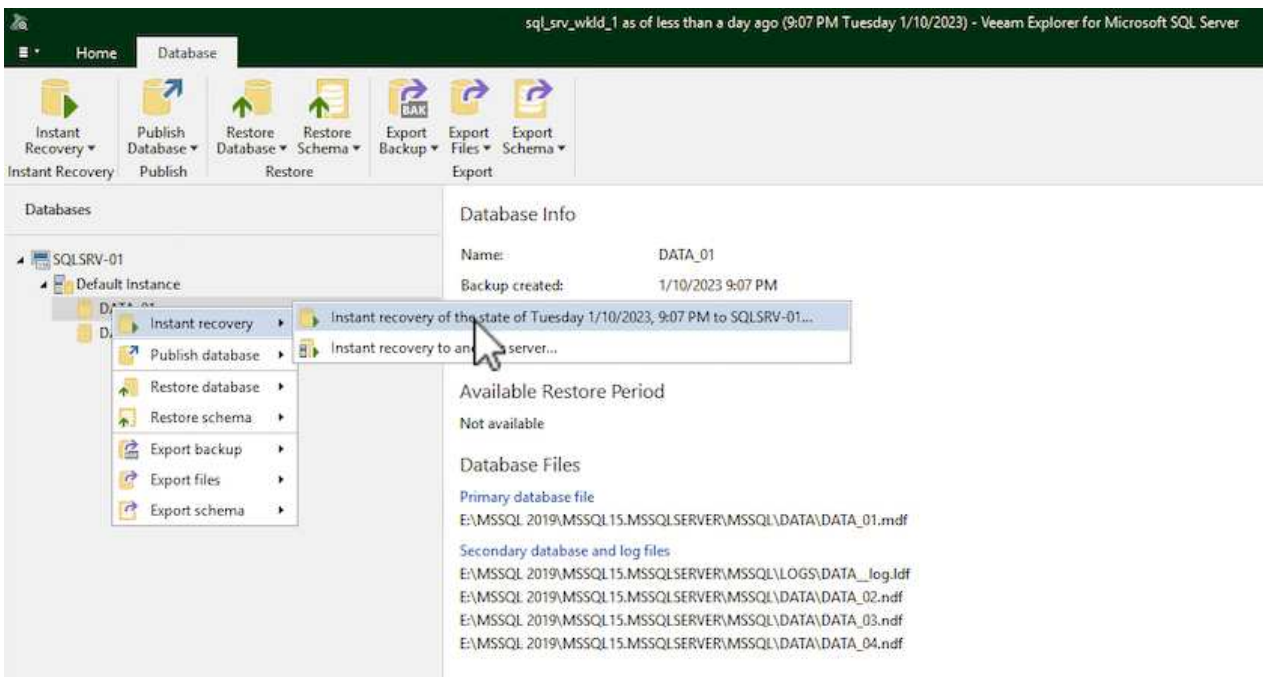 sql_srv_wkld_1 as of less than a day ago (9:07 PM Tuesday 1/10/2023) - Veeam Explorer for Microsoft SQL Server
Home Database
Instant Recovery
Publish Database
Restore Database
Restore Schema
Export Backup
BAK
Export Files
Export Schema
Instant Recovery Publish Restore Export
Databases
SQLSRV-01
Default Instance
Instant recovery
Publish database
Restore database
Restore schema
Export backup
Export files
Export schema
Instant recovery of the state of Tuesday 1/10/2023, 9:07 PM to SQLSRV-01...
Instant recovery to server...
Database Info
Name: DATA_01
Backup created: 1/10/2023 9:07 PM
Available Restore Period
Not available
Database Files
Primary database file
E:\MSSQL 2019\MSSQL15.MSSQLSERVER\MSSQL\DATA\DATA_01.mdf
Secondary database and log files
E:\MSSQL 2019\MSSQL15.MSSQLSERVER\MSSQL\LOGS\DATA__log.ldf
E:\MSSQL 2019\MSSQL15.MSSQLSERVER\MSSQL\DATA\DATA_02.ndf
E:\MSSQL 2019\MSSQL15.MSSQLSERVER\MSSQL\DATA\DATA_03.ndf
E:\MSSQL 2019\MSSQL15.MSSQLSERVER\MSSQL\DATA\DATA_04.ndf